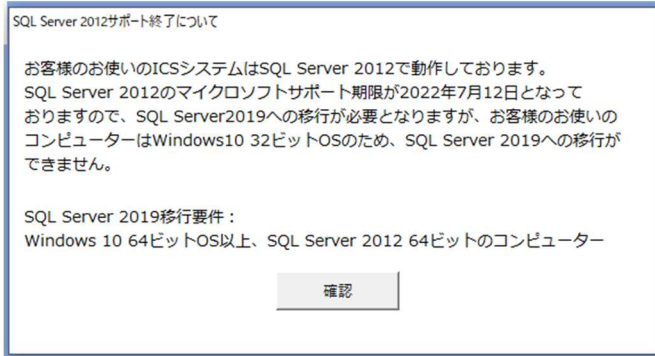 SQL Server 2012サポート終了について
お客様のお使いのICSシステムはSQL Server 2012で動作しております。
SQL Server 2012のマイクロソフトサポート期限が2022年7月12日となって
おりますので、SQL Server2019への移行が必要となりますが、お客様のお使いの
コンピューターはWindows10 32ビットOSのため、SQL Server 2019への移行が
できません。
SQL Server 2019移行要件：
Windows 10 64ビットOS以上、SQL Server 2012 64ビットのコンピューター
確認